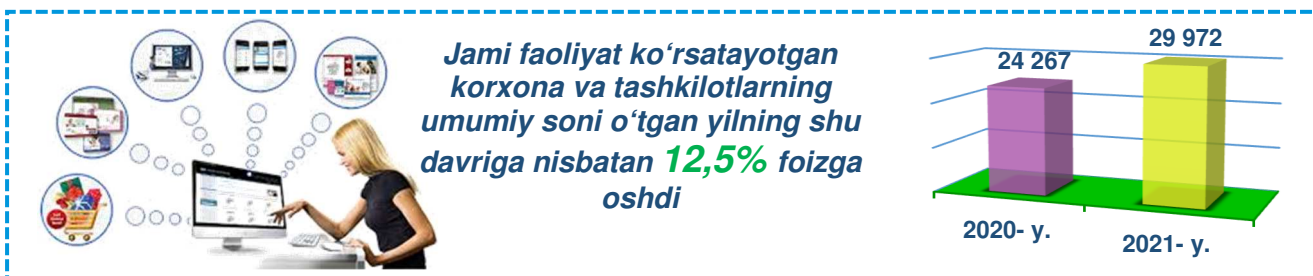 Jami faoliyat ko‘rsatayotgan
korxona va tashkilotlarning
umumiy soni o‘tgan yilning shu
davriga nisbatan 12,5% foizga
oshdi
24 267
29 972
2020- y.
2021- y.